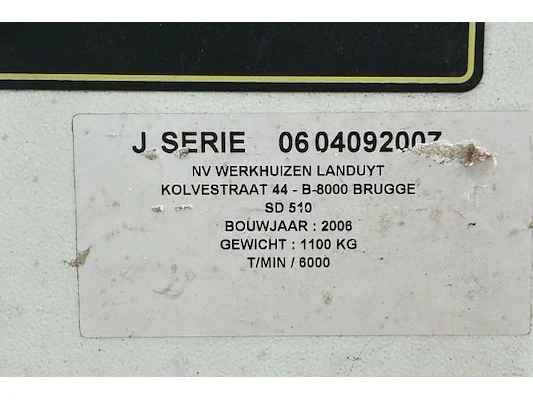 J SERIE 06 04092007
NV WERKHUIZEN LANDUYT
KOLVESTRAAT 44 - B-8000 BRUGGE
SD 510
BOUWJAAR : 2006
GEWICHT : 1100 KG
T/MIN / 6000